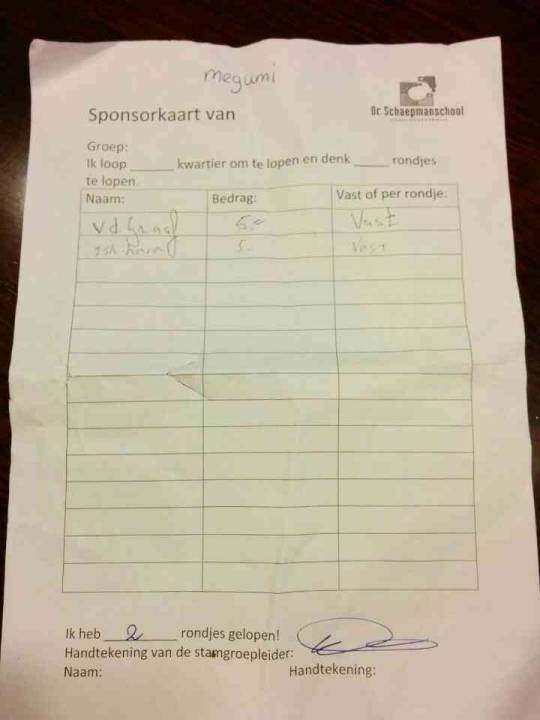 Megumi
Dr. Schaepmanschool
Sponsorkaart van
Groep:
Ik loop ______ kwartier om te lopen en denk _____ rondjes
te lopen.
Naam: Bedrag: Vast of per rondje:
v.d. Graaf 5,- Vast
5,- Vast
Ik heb 2 rondjes gelopen!
Handtekening van de stamgroepleider:
Naam: Handtekening: